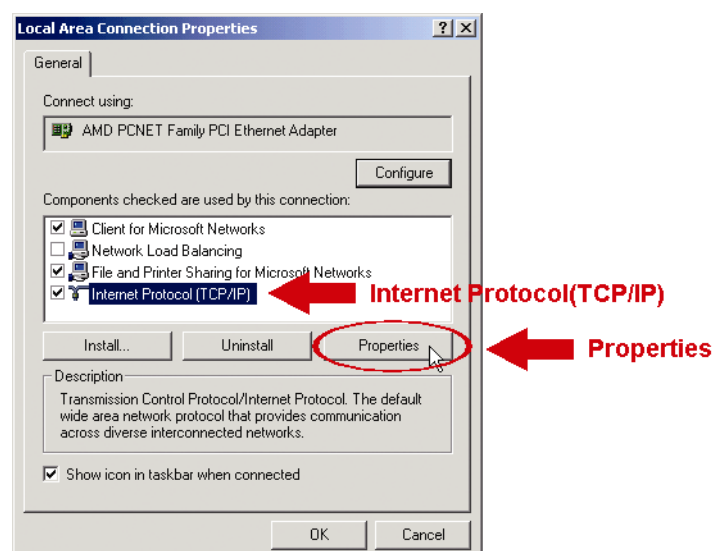 Local Area Connection Properties
General
Connect using:
AMD PCNET Family PCI Ethernet Adapter
Configure
Components checked are used by this connection:
Client for Microsoft Networks
Network Load Balancing
File and Printer Sharing for Microsoft Networks
Internet Protocol (TCP/IP)
Internet Protocol(TCP/IP)
Install...
Uninstall
Properties
Properties
Description
Transmission Control Protocol/Internet Protocol. The default
wide area network protocol that provides communication
across diverse interconnected networks.
Show icon in taskbar when connected
OK
Cancel